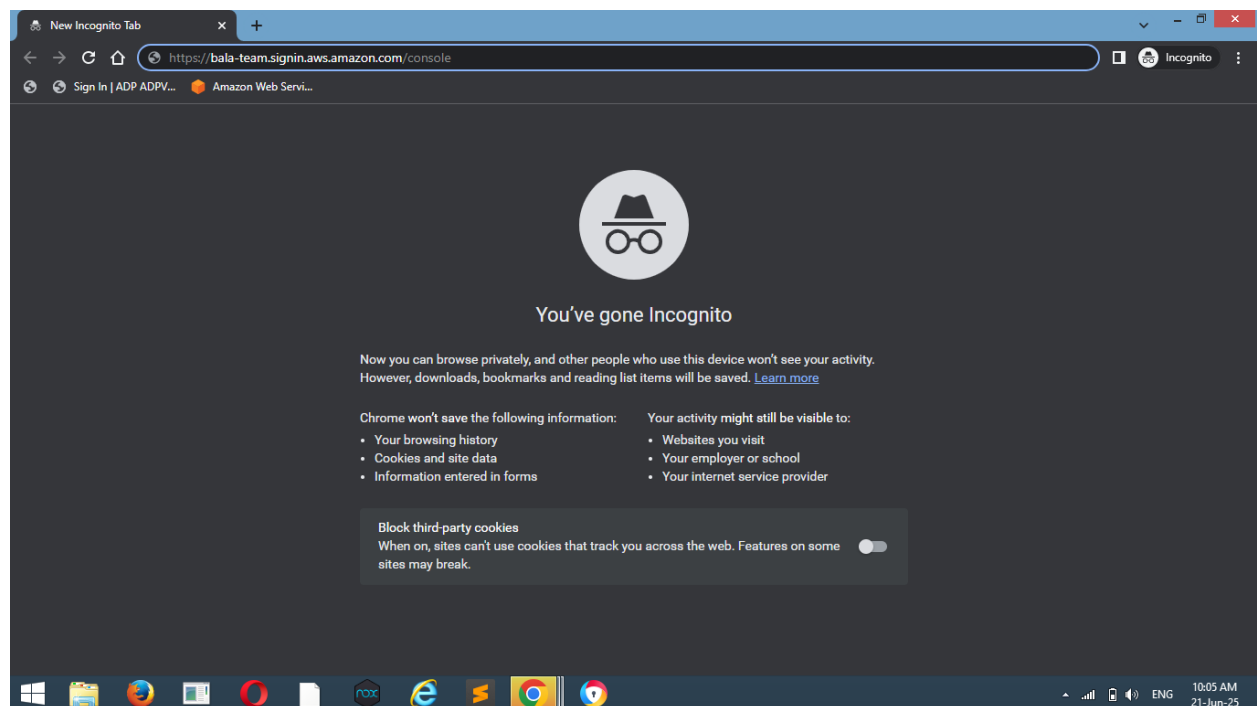 New Incognito Tab
https://bala-team.signin.aws.amazon.com/console
Incognito
Sign In | ADP ADPV...
Amazon Web Servi...
You've gone Incognito
Now you can browse privately, and other people who use this device won't see your activity.
However, downloads, bookmarks and reading list items will be saved. Learn more
Chrome won't save the following information:
• Your browsing history
• Cookies and site data
• Information entered in forms
Your activity might still be visible to:
• Websites you visit
• Your employer or school
• Your internet service provider
Block third-party cookies
When on, sites can't use cookies that track you across the web. Features on some
sites may break.
nox
ENG
10:05 AM
21-Jun-25